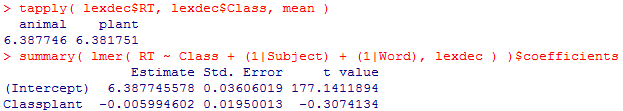 > tapply( lexdec$RT, lexdec$Class, mean )
animal plant
6.387746 6.381751
> summary( lmer( RT ~ Class + (1|Subject) + (1|Word), lexdec ) )$coefficients
Estimate Std. Error t value
(Intercept) 6.387745578 0.03606019 177.1411894
Classplant -0.005994602 0.01950013 -0.3074134